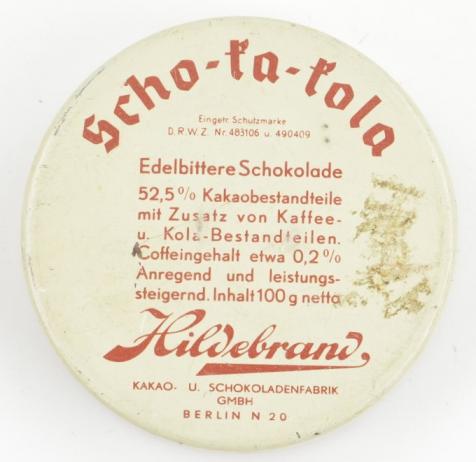 Scho-ka-kola
Eingetr. Schutzmarke
D.R.W.Z. Nr. 483106 u. 490409
Edelbittere Schokolade
52,5% Kakaobestandteile
mit Zusatz von Kaffee-
u. Kola-Bestandteilen.
Coffeingehalt etwa 0,2%
Anregend und leistungs-
steigernd. Inhalt 100 g netto
Hildebrand
KAKAO- U. SCHOKOLADENFABRIK
GMBH
BERLIN N 20